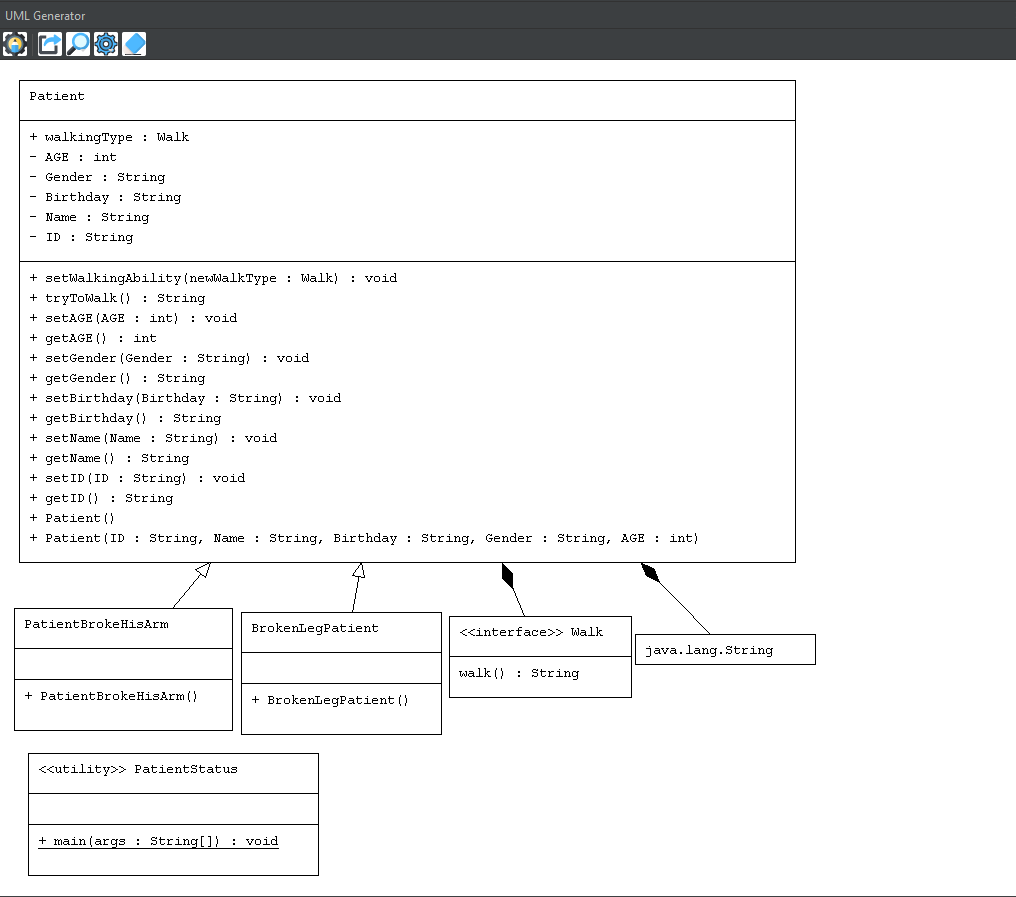 UML Generator
Patient
+ walkingType : Walk
- AGE : int
- Gender : String
- Birthday : String
- Name : String
- ID : String
+ setWalkingAbility(newWalkType : Walk) : void
+ tryToWalk() : String
+ setAGE(AGE : int) : void
+ getAGE() : int
+ setGender(Gender : String) : void
+ getGender() : String
+ setBirthday(Birthday : String) : void
+ getBirthday() : String
+ setName(Name : String) : void
+ getName() : String
+ setID(ID : String) : void
+ getID() : String
+ Patient()
+ Patient(ID : String, Name : String, Birthday : String, Gender : String, AGE : int)
PatientBrokeHisArm
+ PatientBrokeHisArm()
BrokenLegPatient
+ BrokenLegPatient()
<<interface>> Walk
walk() : String
java.lang.String
<<utility>> PatientStatus
+ main(args : String[]) : void